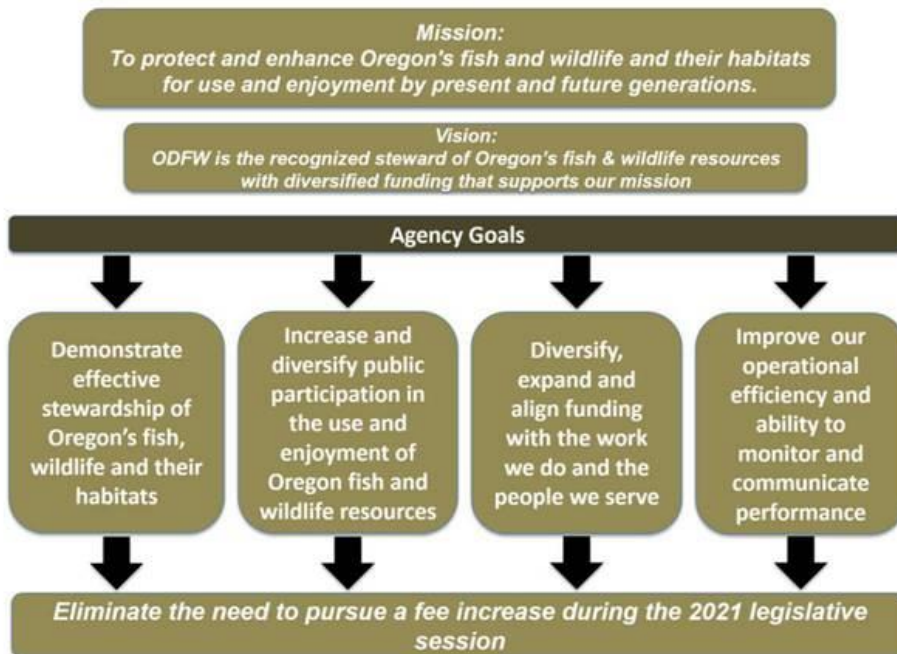 Mission:
To protect and enhance Oregon's fish and wildlife and their habitats
for use and enjoyment by present and future generations.
Vision:
ODFW is the recognized steward of Oregon's fish & wildlife resources
with diversified funding that supports our mission
Agency Goals
Demonstrate
effective
stewardship of
Oregon's fish,
wildlife and their
habitats
Increase and
diversify public
participation in
the use and
enjoyment of
Oregon fish and
wildlife resources
Diversify,
expand and
align funding
with the work
we do and the
people we serve
Improve our
operational
efficiency and
ability to
monitor and
communicate
performance
Eliminate the need to pursue a fee increase during the 2021 legislative
session